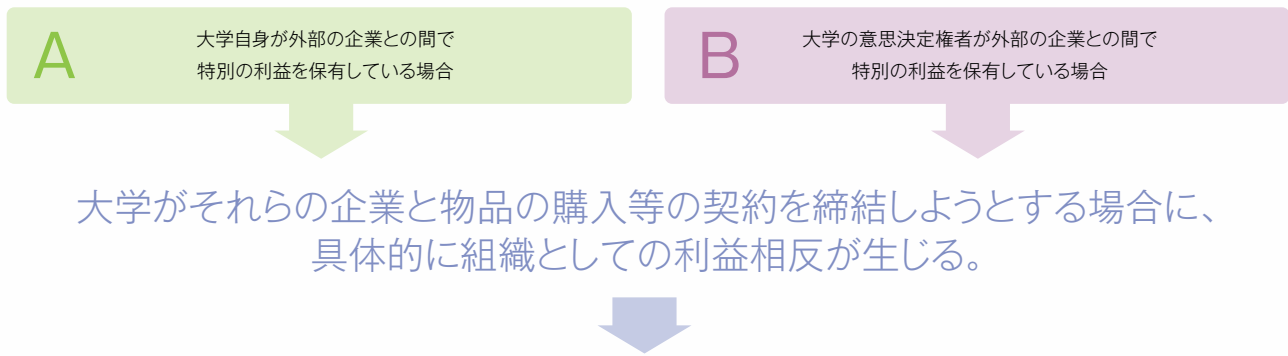 A
大学自身が外部の企業との間で
特別の利益を保有している場合
B
大学の意思決定権者が外部の企業との間で
特別の利益を保有している場合
大学がそれらの企業と物品の購入等の契約を締結しようとする場合に、
具体的に組織としての利益相反が生じる。